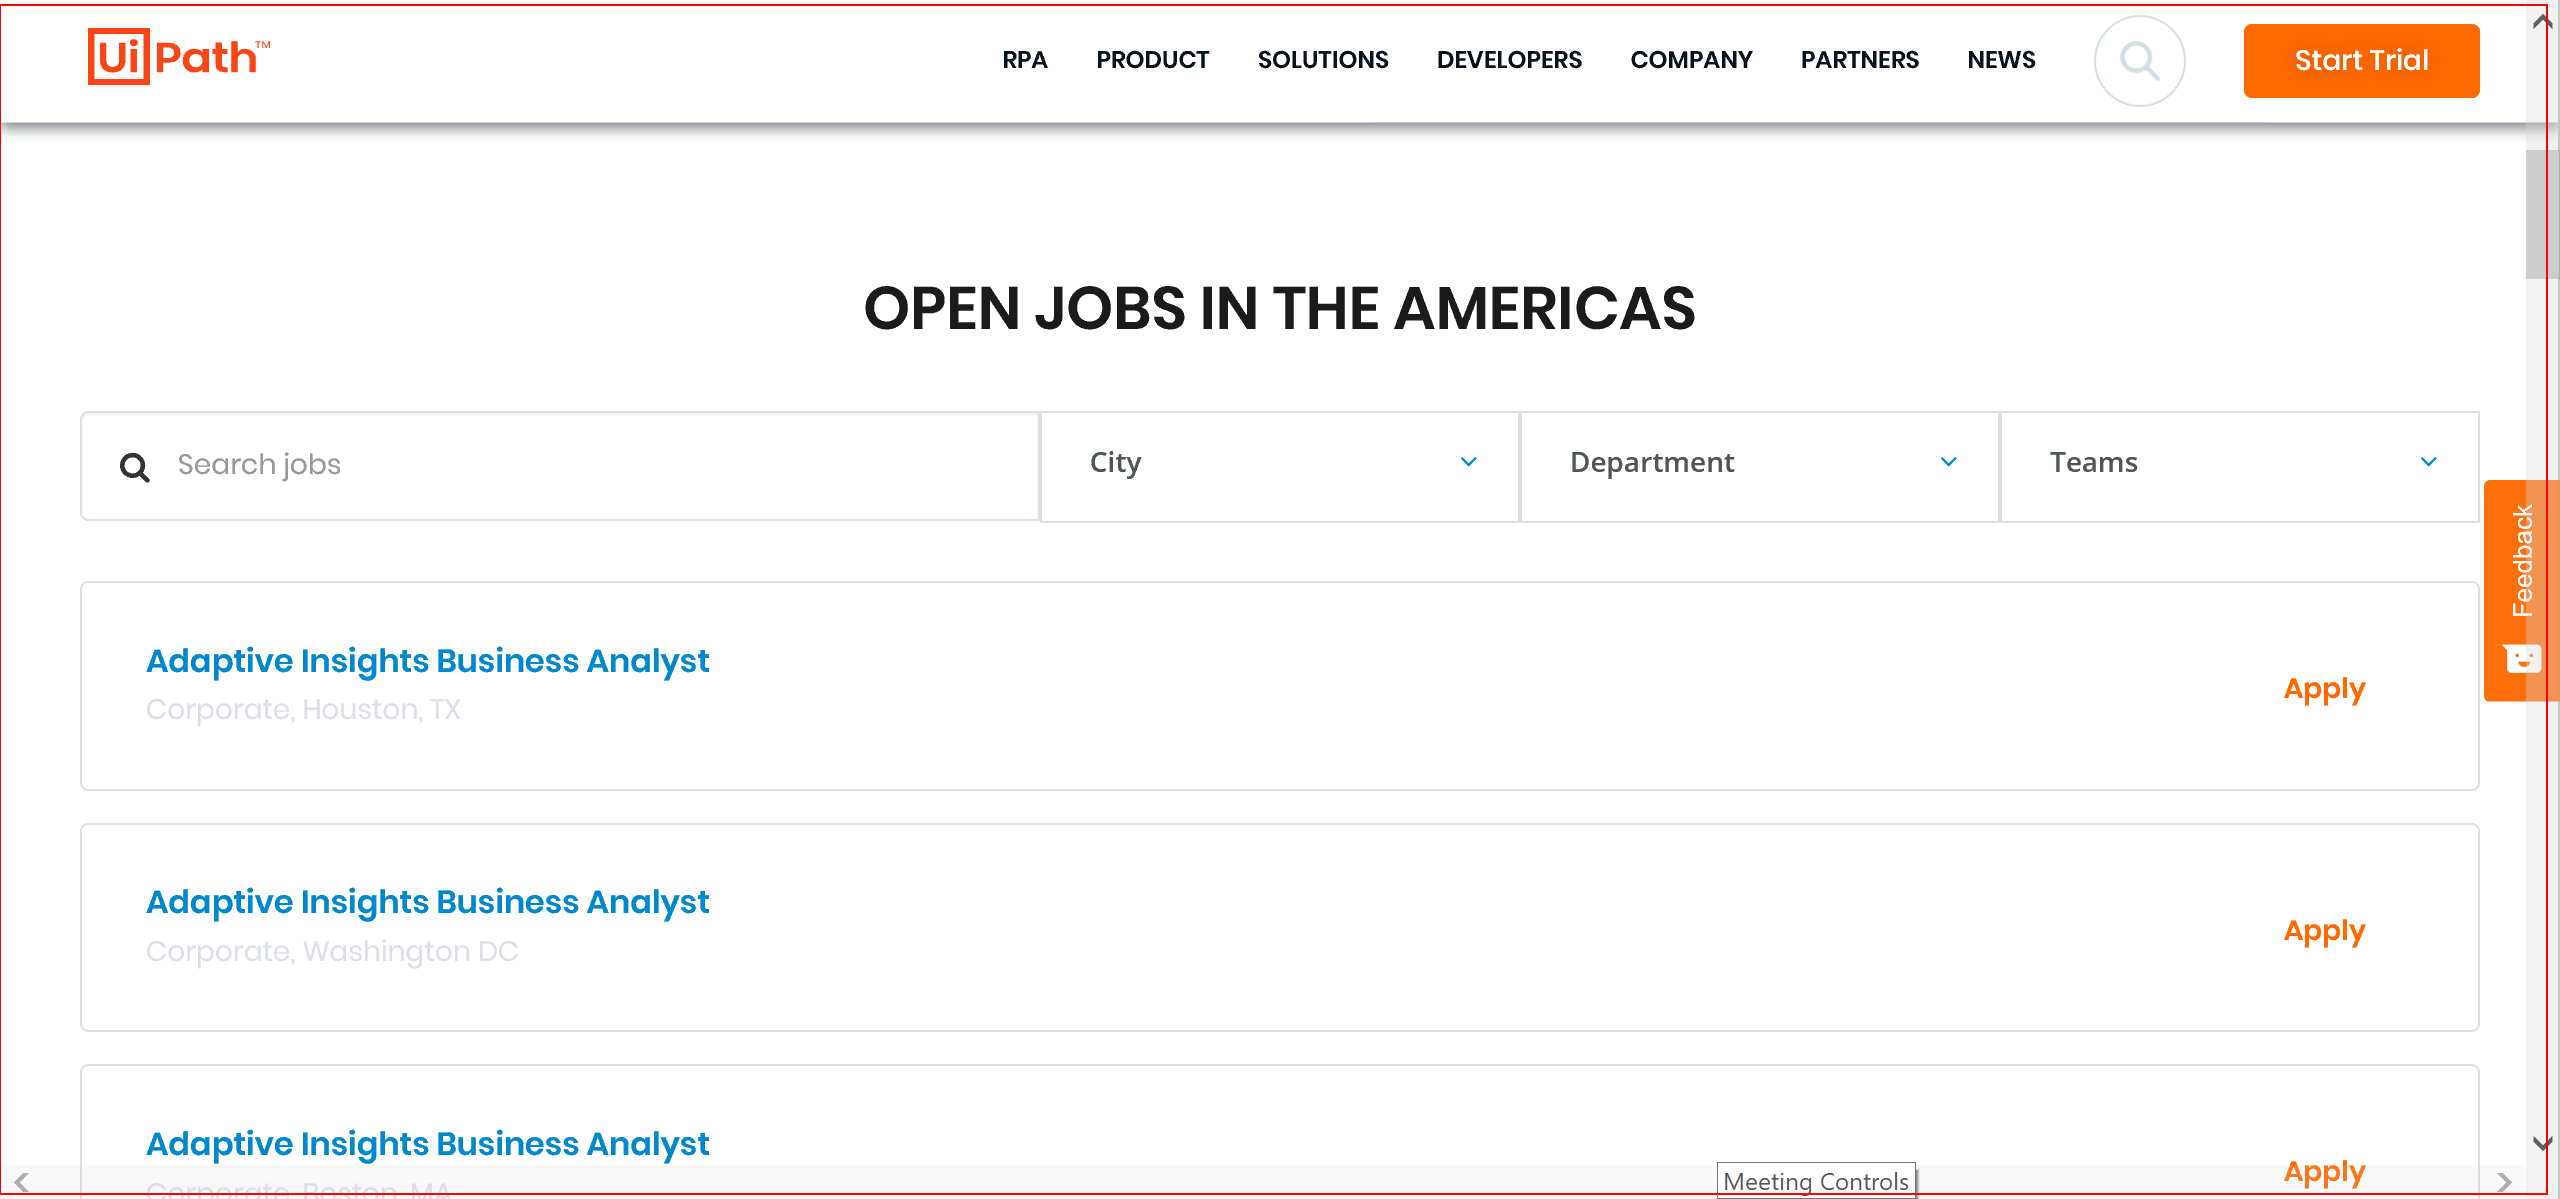 UiPath™
RPA PRODUCT SOLUTIONS DEVELOPERS COMPANY PARTNERS NEWS Start Trial
OPEN JOBS IN THE AMERICAS
Search jobs City Department Teams
Feedback
Adaptive Insights Business Analyst
Corporate, Houston, TX
Apply
Adaptive Insights Business Analyst
Corporate, Washington DC
Apply
Adaptive Insights Business Analyst
Corporate, Boston, MA
Apply
Meeting Controls